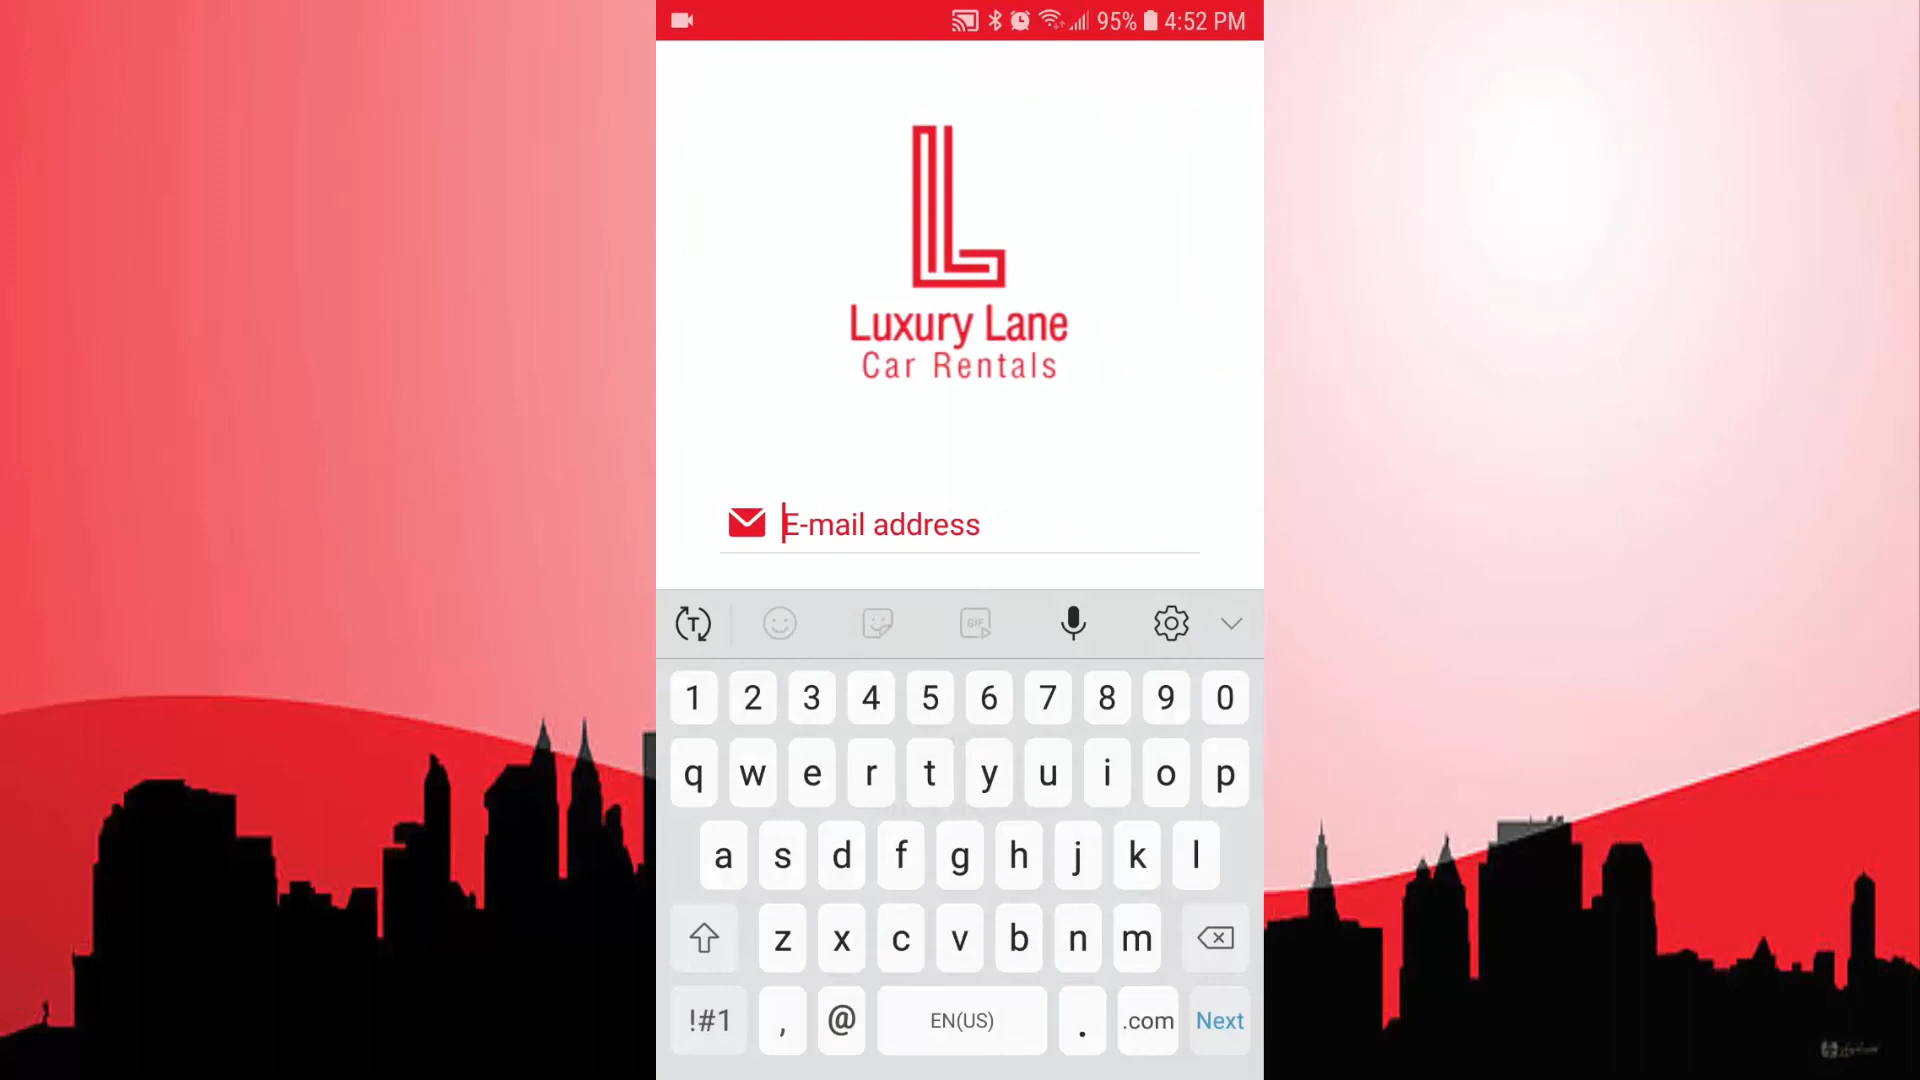 95% 4:52 PM
Luxury Lane
Car Rentals
E-mail address
T
GIF
1 2 3 4 5 6 7 8 9 0
q w e r t y u i o p
a s d f g h j k l
z x c v b n m
!#1 , @ EN(US) . .com Next